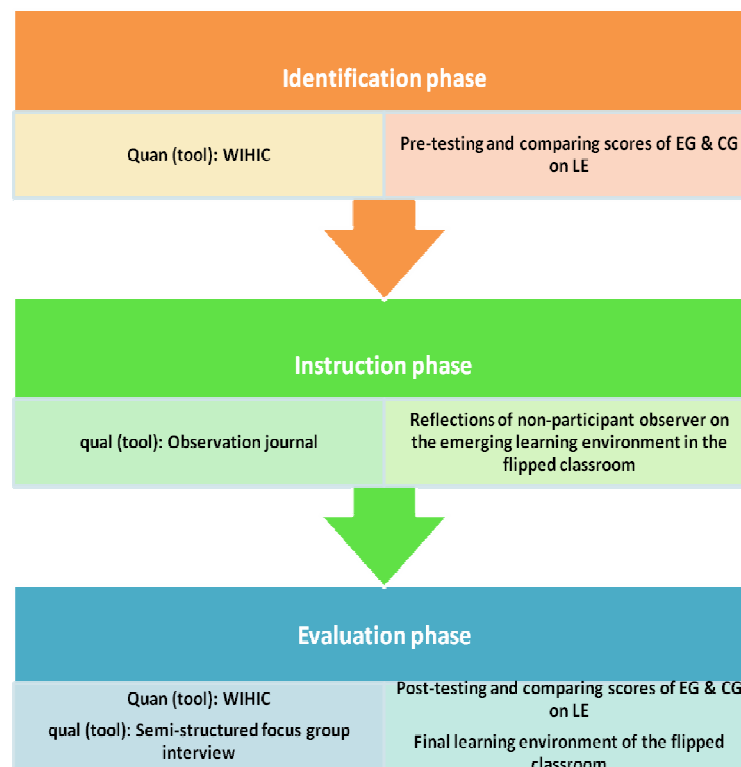 Identification phase
Quan (tool): WIHIC
Pre-testing and comparing scores of EG & CG
on LE
Instruction phase
qual (tool): Observation journal
Reflections of non-participant observer on
the emerging learning environment in the
flipped classroom
Evaluation phase
Quan (tool): WIHIC
qual (tool): Semi-structured focus group
interview
Post-testing and comparing scores of EG & CG
on LE
Final learning environment of the flipped
classroom